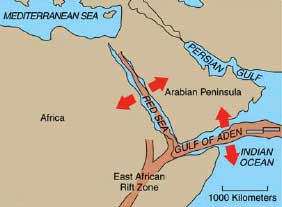 MEDITERRANEAN SEA
PERSIAN GULF
Arabian Peninsula
RED SEA
Africa
GULF OF ADEN
INDIAN
OCEAN
East African
Rift Zone
1000 Kilometers